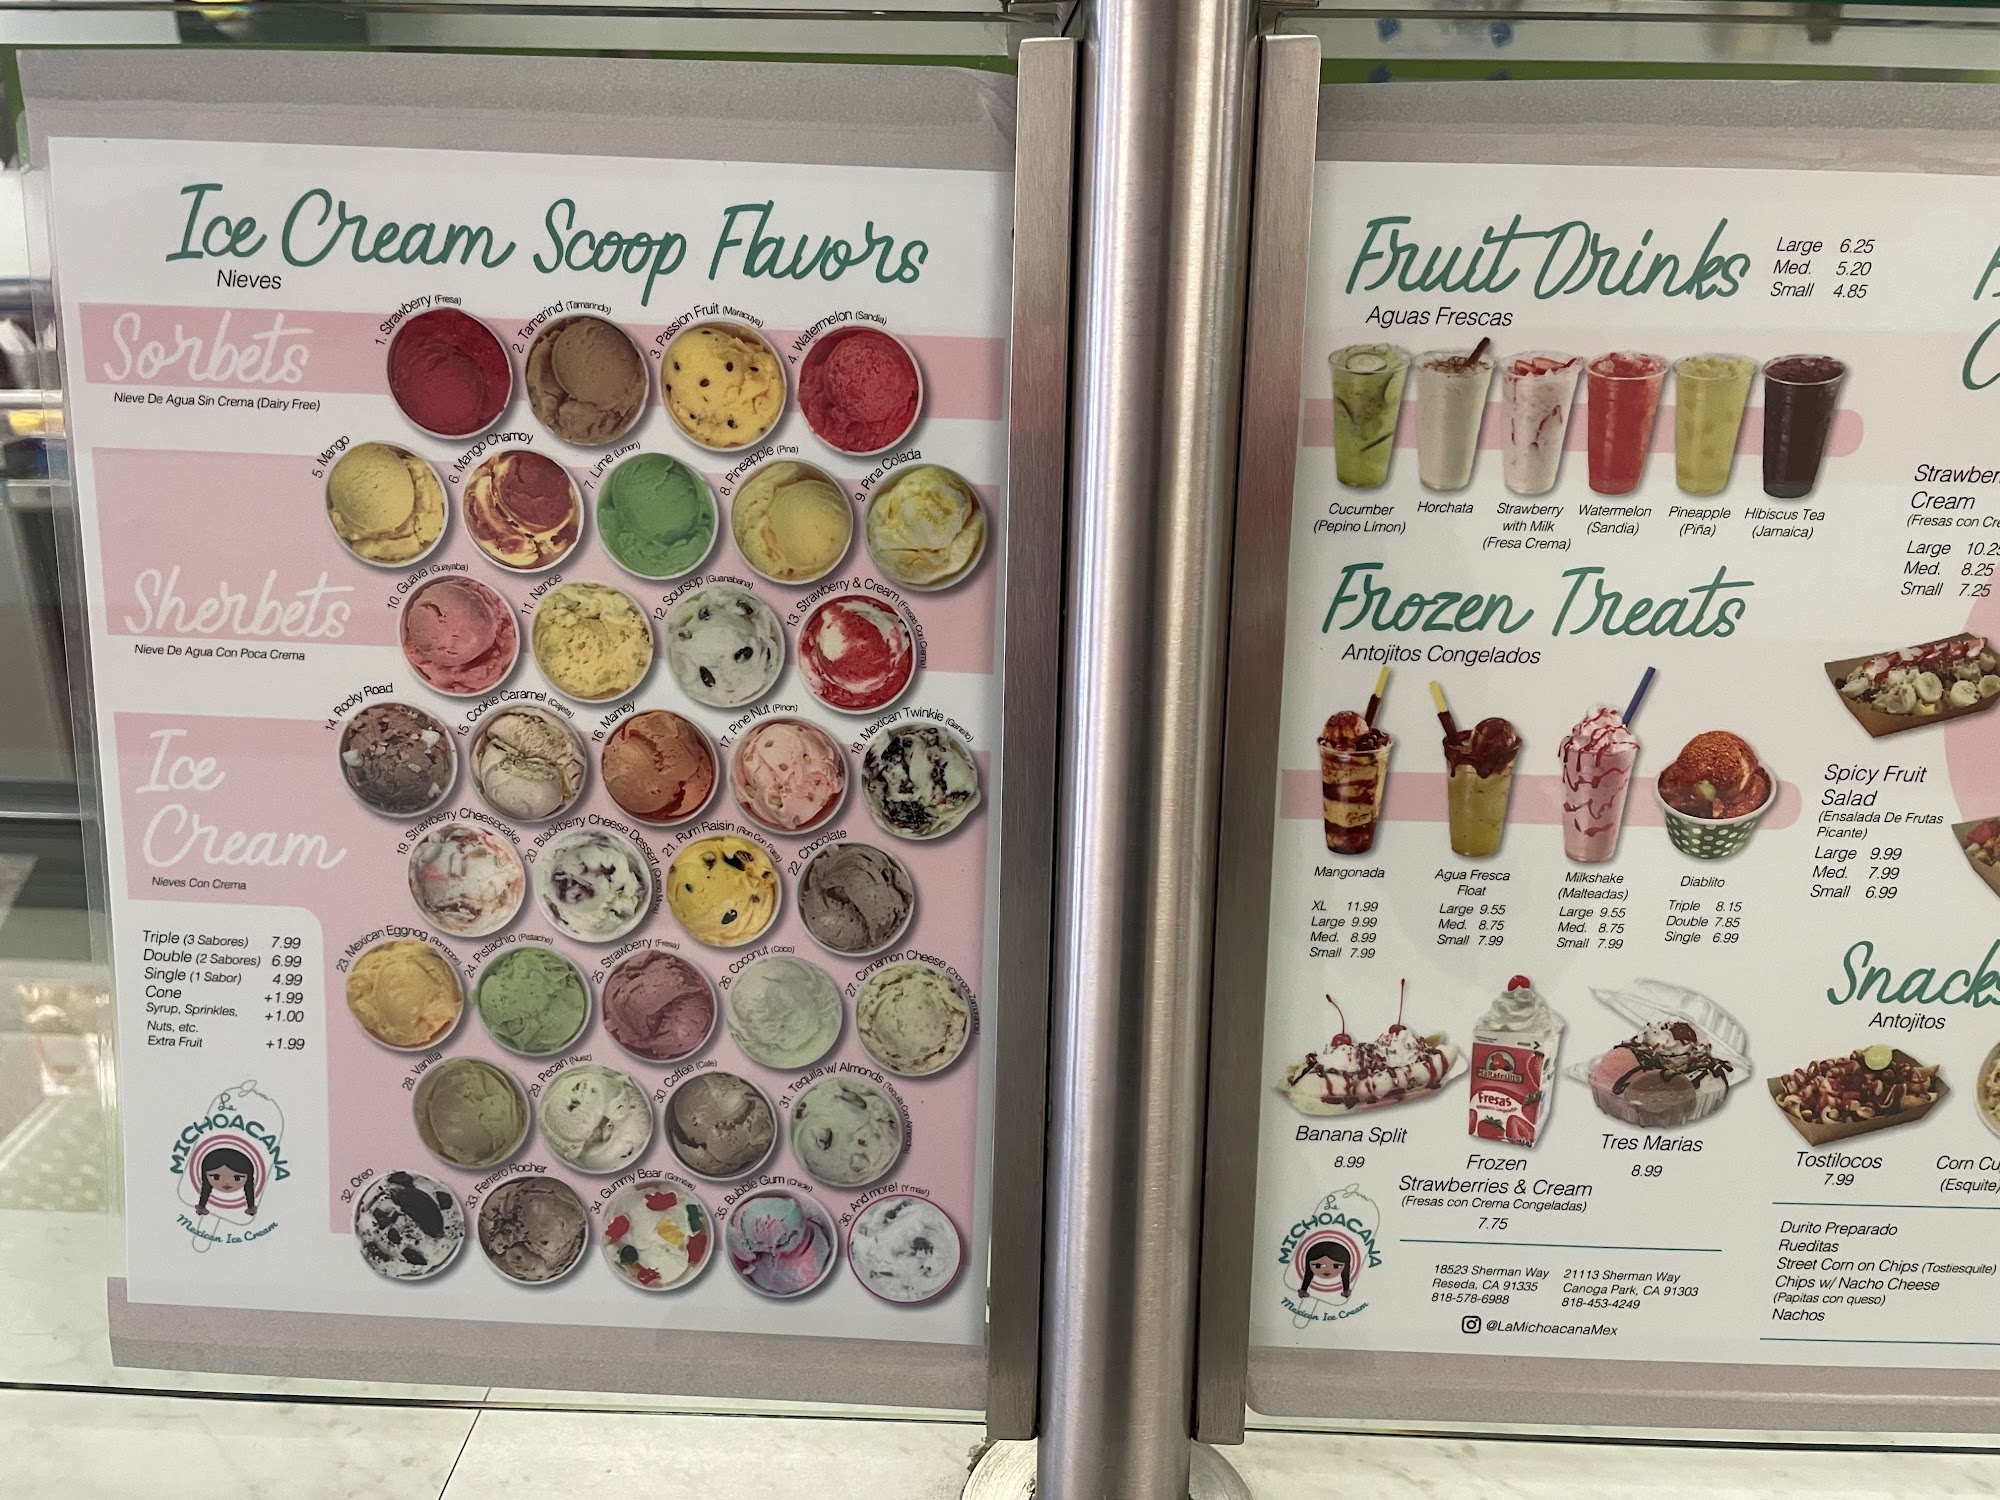 Ice Cream Scoop Flavors
Nieves
Sorbets
Nieve De Agua Sin Crema (Dairy Free)
1. Strawberry (Fresa)
2. Tamarind (Tamarindo)
3. Passion Fruit (Maracuya)
4. Watermelon (Sandia)
5. Mango
6. Mango Chamoy
7. Lime (Limon)
8. Pineapple (Pina)
9. Pina Colada
Sherbets
Nieve De Agua Con Poca Crema
10. Guava (Guayaba)
11. Nance
12. Soursop (Guanabana)
13. Strawberry & Cream (Fresas Con Crema)
14. Rocky Road
15. Cookie Caramel (Cajeta)
16. Mamey
17. Pine Nut (Pinon)
18. Mexican Twinkie (Gansito)
Ice
Cream
Nieves Con Crema
19. Strawberry Cheesecake
20. Blackberry Cheese Dessert
21. Rum Raisin (Ron Con Pasa)
22. Chocolate
23. Mexican Eggnog (Rompope)
24. Pistachio (Pistache)
25. Strawberry (Fresa)
26. Coconut (Coco)
27. Cinnamon Cheese (Chongos Zamoranos)
28. Vanilla
29. Pecan (Nuez)
30. Coffee (Cafe)
31. Tequila w/ Almonds (Tequila Con Almendra)
32. Oreo
33. Ferrero Rocher
34. Gummy Bear (Gomitas)
35. Bubble Gum (Chicle)
36. And more! (Y mas!)
Triple (3 Sabores) 7.99
Double (2 Sabores) 6.99
Single (1 Sabor) 4.99
Cone +1.99
Syrup, Sprinkles, +1.00
Nuts, etc.
Extra Fruit +1.99
La
MICHOACANA
Mexican Ice Cream
Fruit Drinks
Large 6.25
Med. 5.20
Small 4.85
Aguas Frescas
Cucumber
(Pepino Limon)
Horchata
Strawberry
with Milk
(Fresa Crema)
Watermelon
(Sandia)
Pineapple
(Piña)
Hibiscus Tea
(Jamaica)
Frozen Treats
Antojitos Congelados
Mangonada
XL 11.99
Large 9.99
Med. 8.99
Small 7.99
Agua Fresca
Float
Large 9.55
Med. 8.75
Small 7.99
Milkshake
(Malteadas)
Large 9.55
Med. 8.75
Small 7.99
Diablito
Triple 8.15
Double 7.85
Single 6.99
Fresas
Banana Split
8.99
Frozen
Strawberries & Cream
(Fresas con Crema Congeladas)
7.75
Tres Marias
8.99
La
MICHOACANA
Mexican Ice Cream
18523 Sherman Way
Reseda, CA 91335
818-578-6988
21113 Sherman Way
Canoga Park, CA 91303
818-453-4249
@LaMichoacanaMex
Cream
Large 10.25
Med. 8.25
Small 7.25
Spicy Fruit
Salad
(Ensalada De Frutas
Picante)
Large 9.99
Med. 7.99
Small 6.99
Snacks
Antojitos
Tostilocos
7.99
Corn
(Esquite)
Durito Preparado
Rueditas
Street Corn on Chips (Tostiesquite)
Chips w/ Nacho Cheese
(Papitas con queso)
Nachos